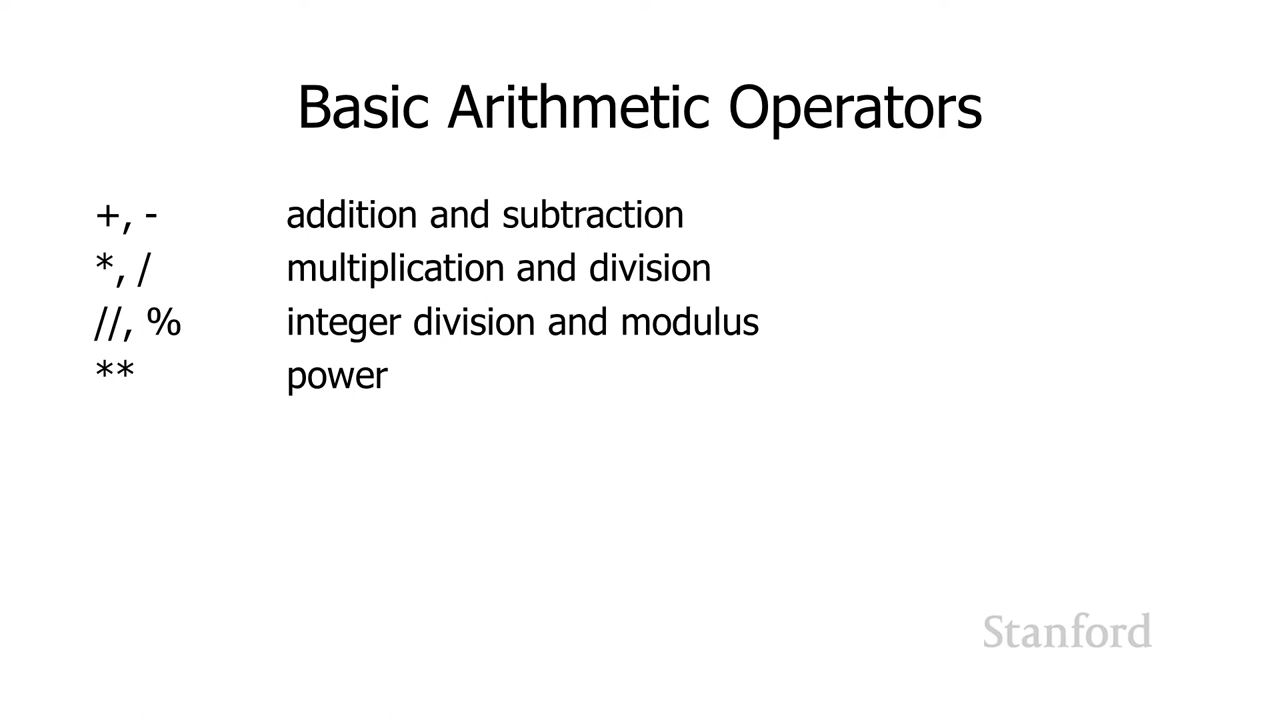 Basic Arithmetic Operators
+, - addition and subtraction
*, / multiplication and division
//, % integer division and modulus
** power
Stanford